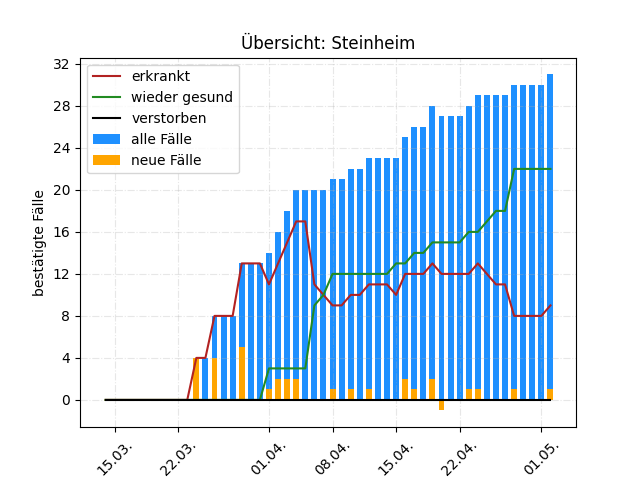 Übersicht: Steinheim
erkrankt
wieder gesund
verstorben
alle Fälle
neue Fälle
bestätigte Fälle
32
28
24
20
16
12
8
4
0
15.03.
22.03.
01.04.
08.04.
15.04.
22.04.
01.05.